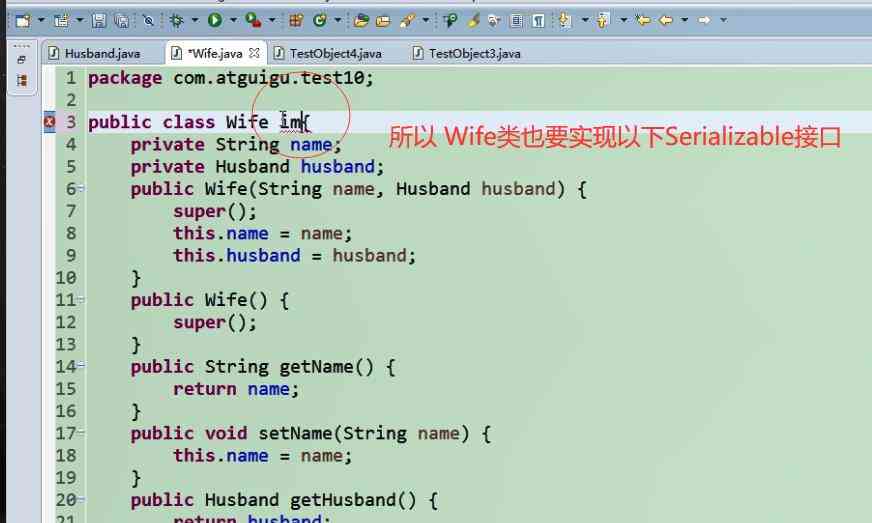 Husband.java
*Wife.java
TestObject4.java
TestObject3.java
1 package com.atguigu.test10;
2
3 public class Wife im{
所以 Wife类也要实现以下Serializable接口
4 private String name;
5 private Husband husband;
6 public Wife(String name, Husband husband) {
7 super();
8 this.name = name;
9 this.husband = husband;
10 }
11 public Wife() {
12 super();
13 }
14 public String getName() {
15 return name;
16 }
17 public void setName(String name) {
18 this.name = name;
19 }
20 public Husband getHusband() {
21 return husband;